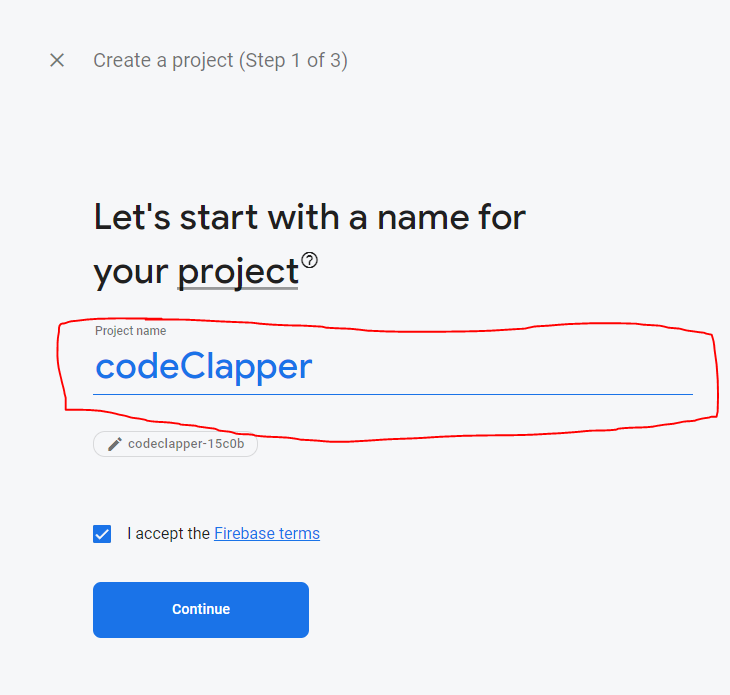 Create a project (Step 1 of 3)
Let's start with a name for
your project
Project name
codeClapper
codeclapper-15c0b
I accept the Firebase terms
Continue